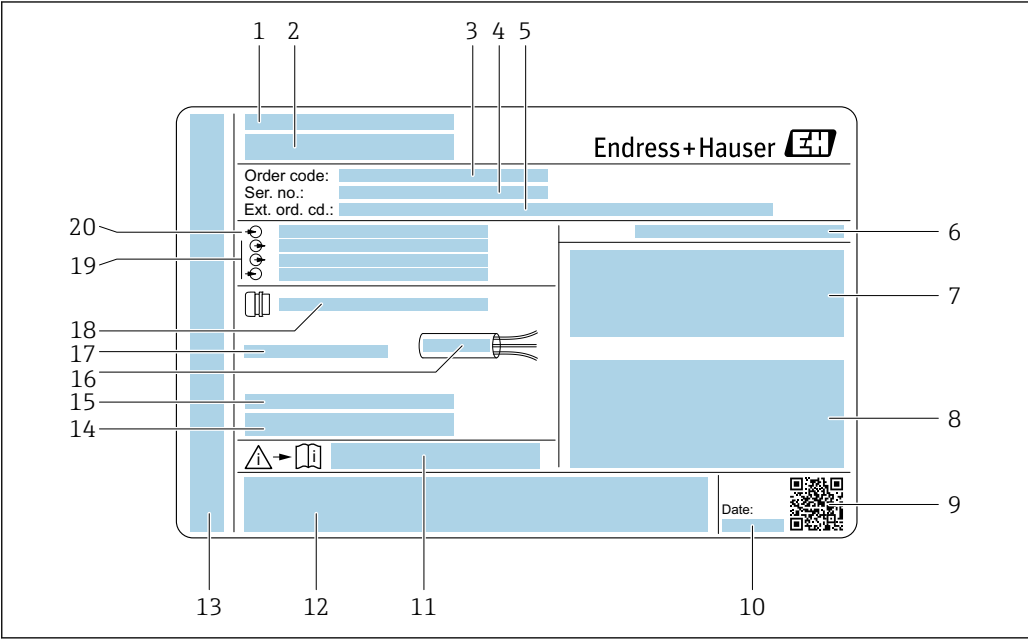 1 2 3 4 5
Endress+Hauser EH
Order code:
Ser. no.:
Ext. ord. cd.:
20
6
19
7
18
17
16
15
14
8
i i
Date:
9
13 12 11 10